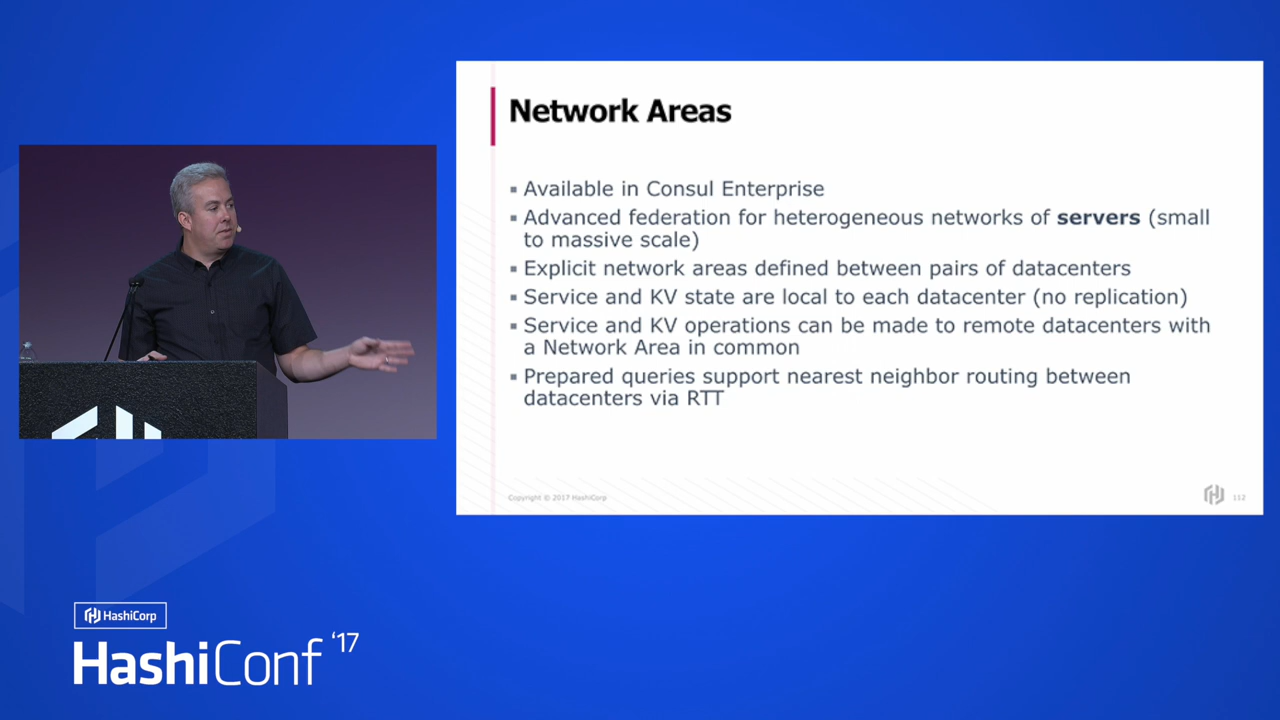 Network Areas
Available in Consul Enterprise
Advanced federation for heterogeneous networks of servers (small
to massive scale)
Explicit network areas defined between pairs of datacenters
Service and KV state are local to each datacenter (no replication)
Service and KV operations can be made to remote datacenters with
a Network Area in common
Prepared queries support nearest neighbor routing between
datacenters via RTT
Copyright © 2017 HashiCorp
112
HashiCorp
HashiConf '17